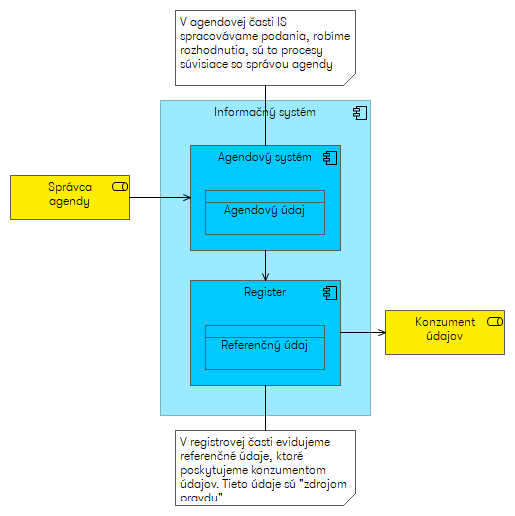 V agendovej časti IS
spracovávame podania, robíme
rozhodnutia, sú to procesy
súvisiace so správou agendy
Informačný systém
Agendový systém
Správca
agendy
Agendový údaj
Register
Konzument
údajov
Referenčný údaj
V registrovej časti evidujeme
referenčné údaje, ktoré
poskytujeme konzumentom
údajov. Tieto údaje sú "zdrojom
pravdu"